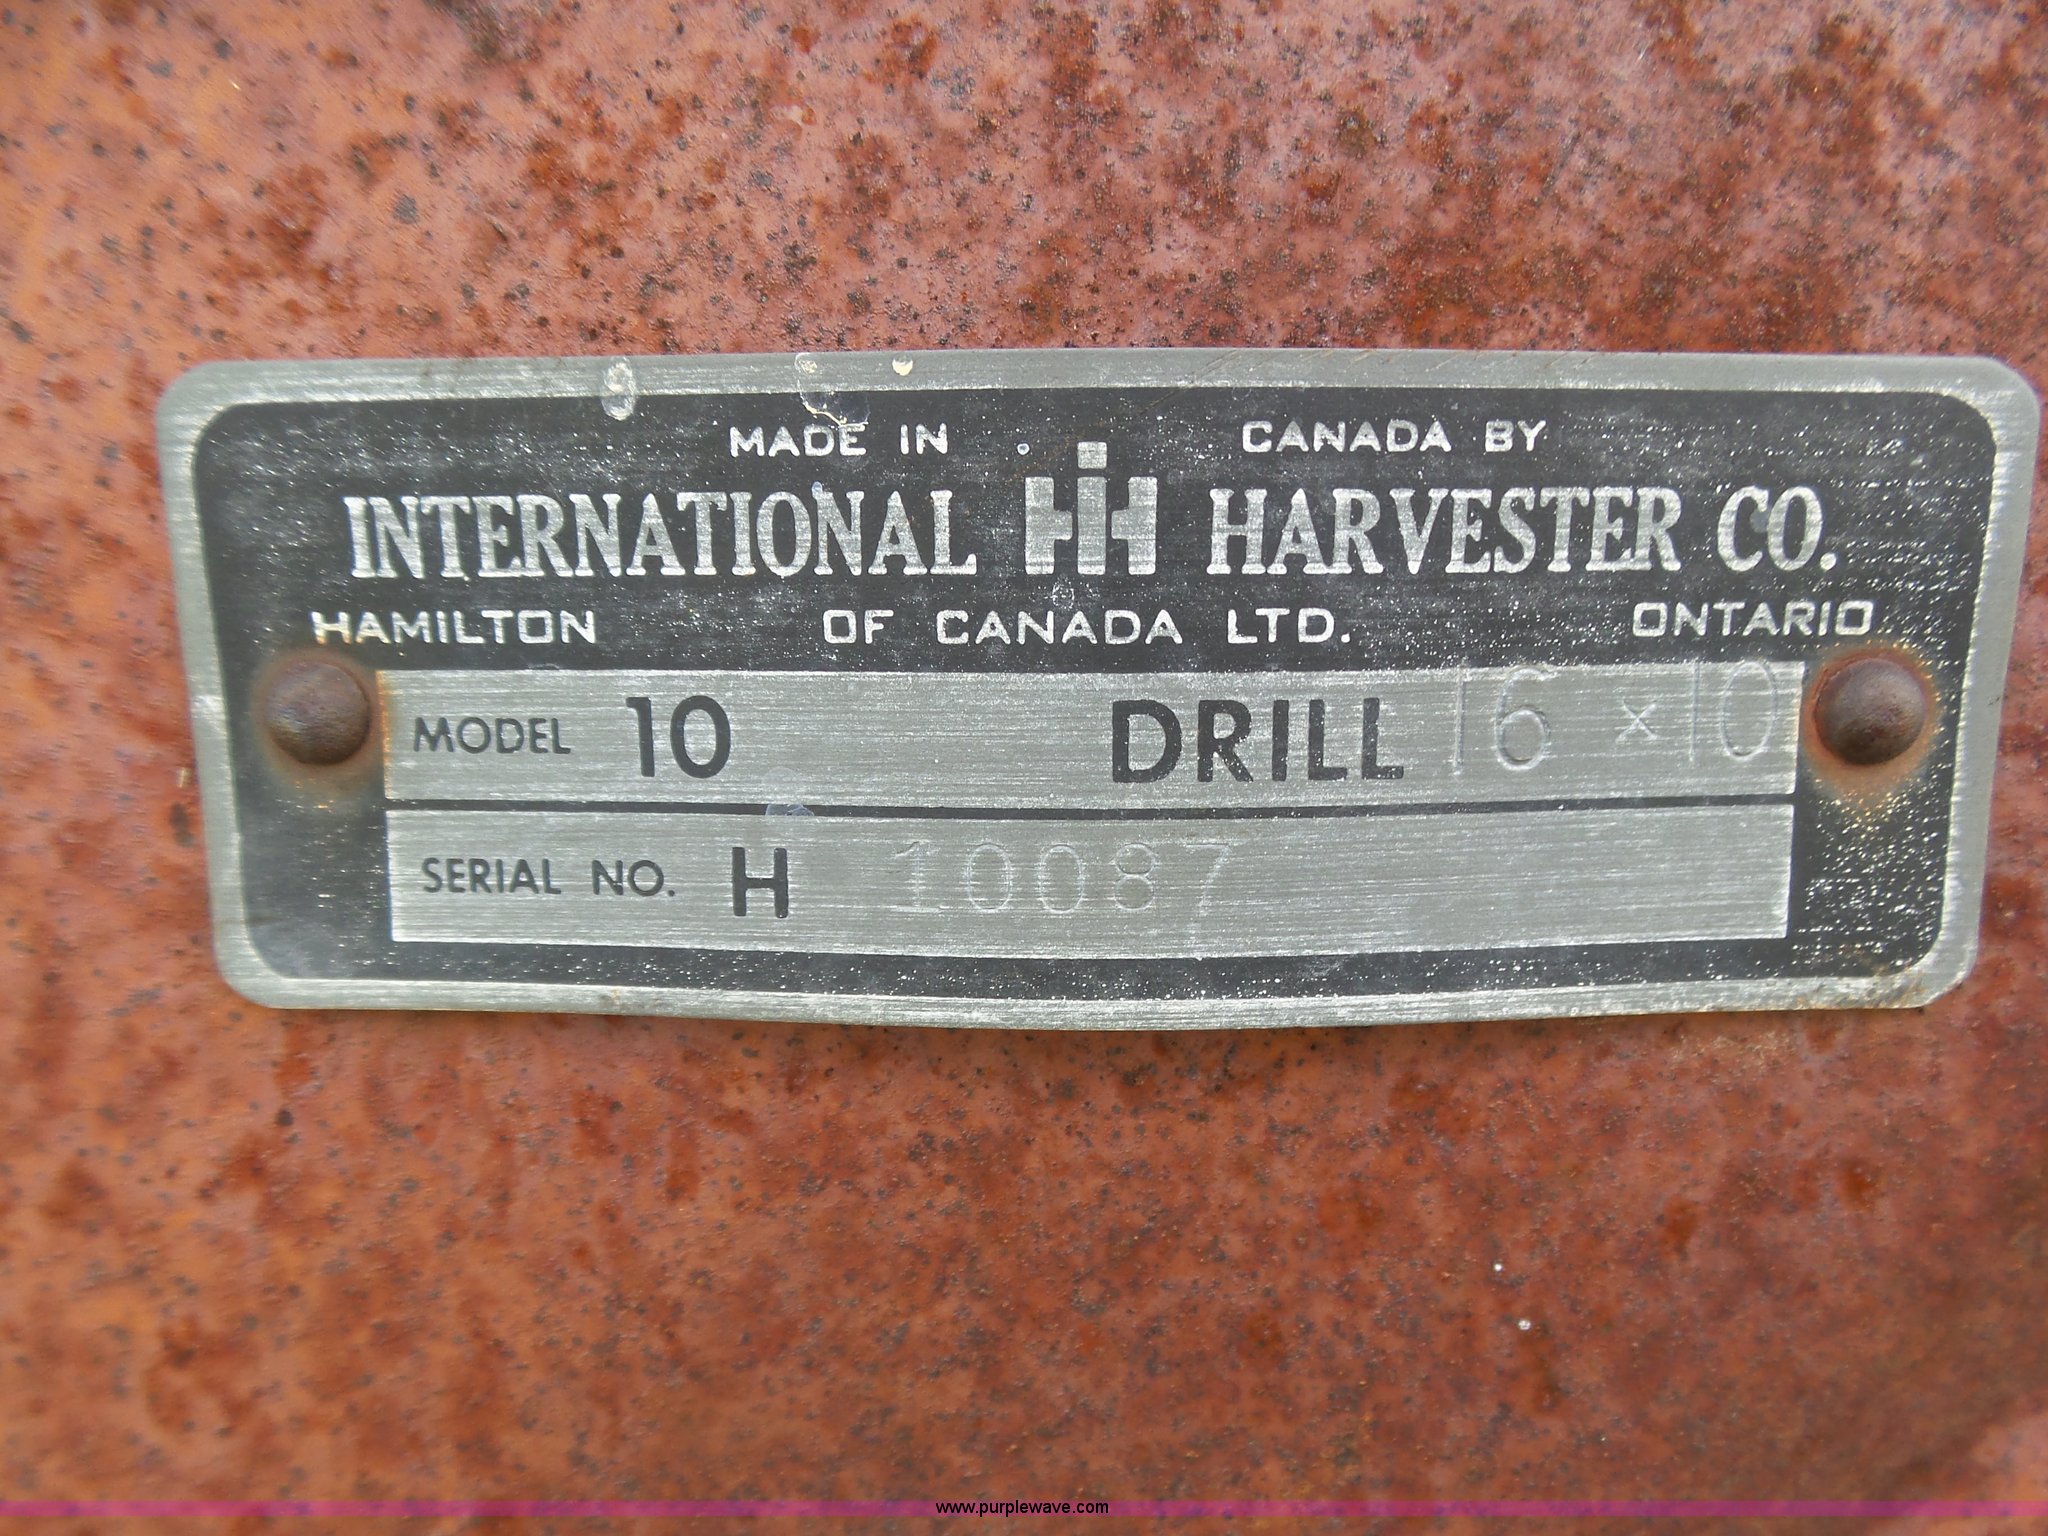 MADE IN CANADA BY
INTERNATIONAL IH HARVESTER CO.
HAMILTON OF CANADA LTD. ONTARIO
MODEL 10 DRILL 16 x 10
SERIAL NO. H 10087
www.purplewave.com